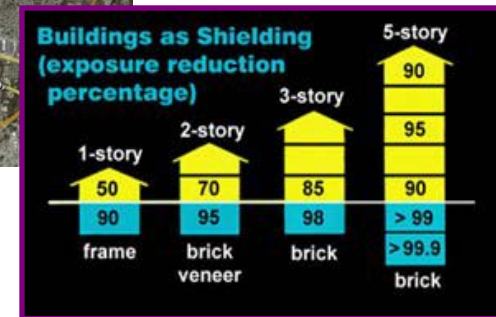 Buildings as Shielding
(exposure reduction
percentage)
5-story
3-story
2-story
1-story
90
95
50 70 85 90
90 95 98 > 99
>99.9
frame brick veneer brick brick